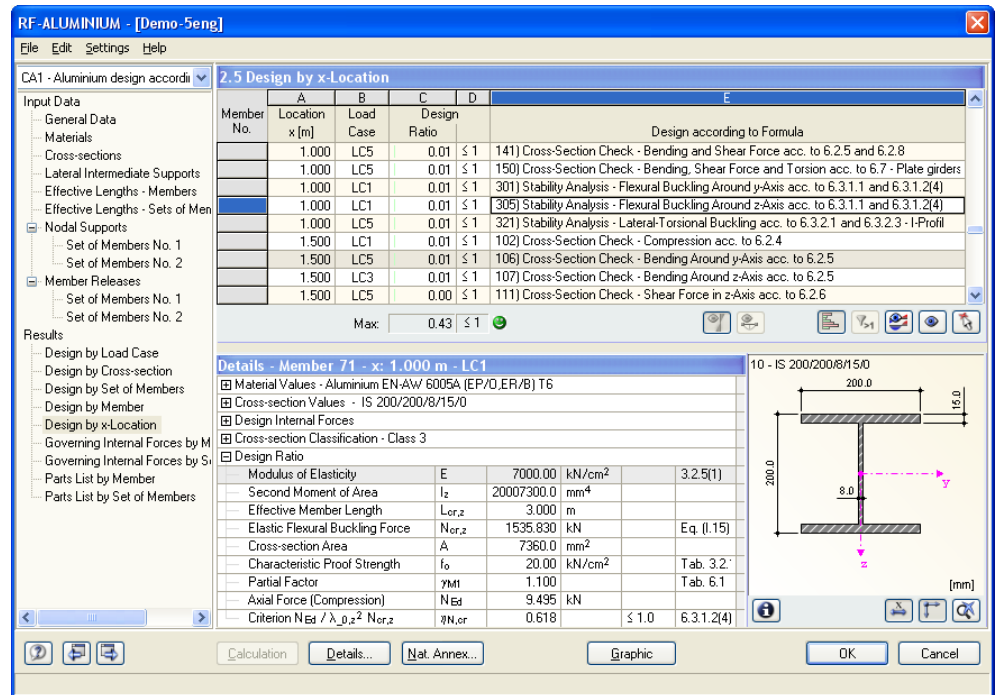 RF-ALUMINIUM - [Demo-5eng]
File Edit Settings Help
CA1 - Aluminium design accordii
Input Data
General Data
Materials
Cross-sections
Lateral Intermediate Supports
Effective Lengths - Members
Effective Lengths - Sets of Men
Nodal Supports
Set of Members No. 1
Set of Members No. 2
Member Releases
Set of Members No. 1
Set of Members No. 2
Results
Design by Load Case
Design by Cross-section
Design by Set of Members
Design by Member
Design by x-Location
Governing Internal Forces by M
Governing Internal Forces by S
Parts List by Member
Parts List by Set of Members
2.5 Design by x-Location
A B C D E
Member Location Load Design
No. x [m] Case Ratio Design according to Formula
1.000 LC5 0.01 ≤ 1 141) Cross-Section Check - Bending and Shear Force acc. to 6.2.5 and 6.2.8
1.000 LC5 0.01 ≤ 1 150) Cross-Section Check - Bending, Shear Force and Torsion acc. to 6.7 - Plate girders
1.000 LC1 0.01 ≤ 1 301) Stability Analysis - Flexural Buckling Around y-Axis acc. to 6.3.1.1 and 6.3.1.2(4)
1.000 LC1 0.01 ≤ 1 305) Stability Analysis - Flexural Buckling Around z-Axis acc. to 6.3.1.1 and 6.3.1.2(4)
1.000 LC5 0.01 ≤ 1 321) Stability Analysis - Lateral-Torsional Buckling acc. to 6.3.2.1 and 6.3.2.3 - I-Profil
1.500 LC1 0.01 ≤ 1 102) Cross-Section Check - Compression acc. to 6.2.4
1.500 LC5 0.01 ≤ 1 106) Cross-Section Check - Bending Around y-Axis acc. to 6.2.5
1.500 LC3 0.01 ≤ 1 107) Cross-Section Check - Bending Around z-Axis acc. to 6.2.5
1.500 LC5 0.00 ≤ 1 111) Cross-Section Check - Shear Force in z-Axis acc. to 6.2.6
Max: 0.43 ≤ 1
Details - Member 71 - x: 1.000 m - LC1
Material Values - Aluminium EN-AW 6005A (EP/O,ER/B) T6
Cross-section Values - IS 200/200/8/15/0
Design Internal Forces
Cross-section Classification - Class 3
Design Ratio
Modulus of Elasticity E 7000.00 kN/cm2 3.2.5(1)
Second Moment of Area Iz 20007300.0 mm4
Effective Member Length Lcr,z 3.000 m
Elastic Flexural Buckling Force Ncr,z 1535.830 kN Eq. (I.15)
Cross-section Area A 7360.0 mm2
Characteristic Proof Strength fo 20.00 kN/cm2 Tab. 3.2.
Partial Factor γM1 1.100 Tab. 6.1
Axial Force (Compression) NEd 9.495 kN
Criterion NEd / λ_0,z² Ncr,z ηN,cr 0.618 ≤ 1.0 6.3.1.2(4)
10 - IS 200/200/8/15/0
200.0
15.0
200.0
8.0
y
z
[mm]
Calculation Details... Nat. Annex... Graphic OK Cancel